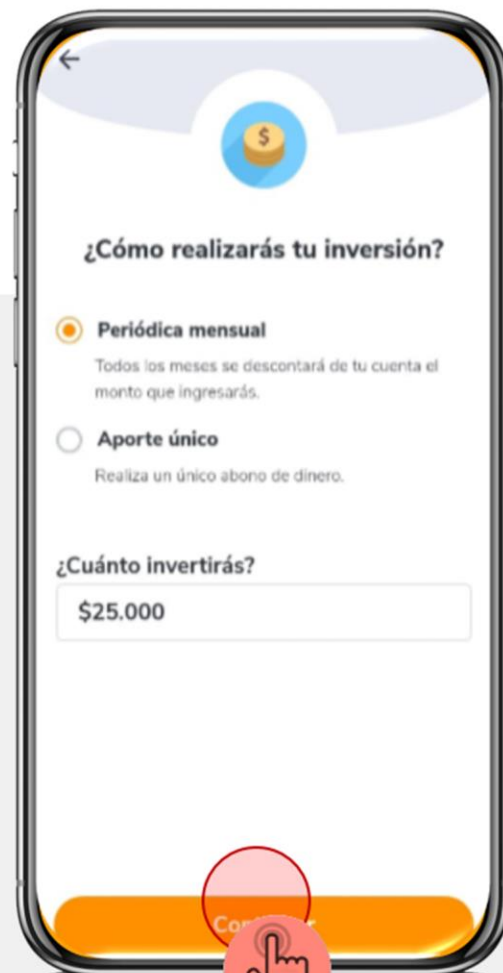 $
¿Cómo realizarás tu inversión?
Periódica mensual
Todos los meses se descontará de tu cuenta el
monto que ingresarás.
Aporte único
Realiza un único abono de dinero.
¿Cuánto invertirás?
$25.000